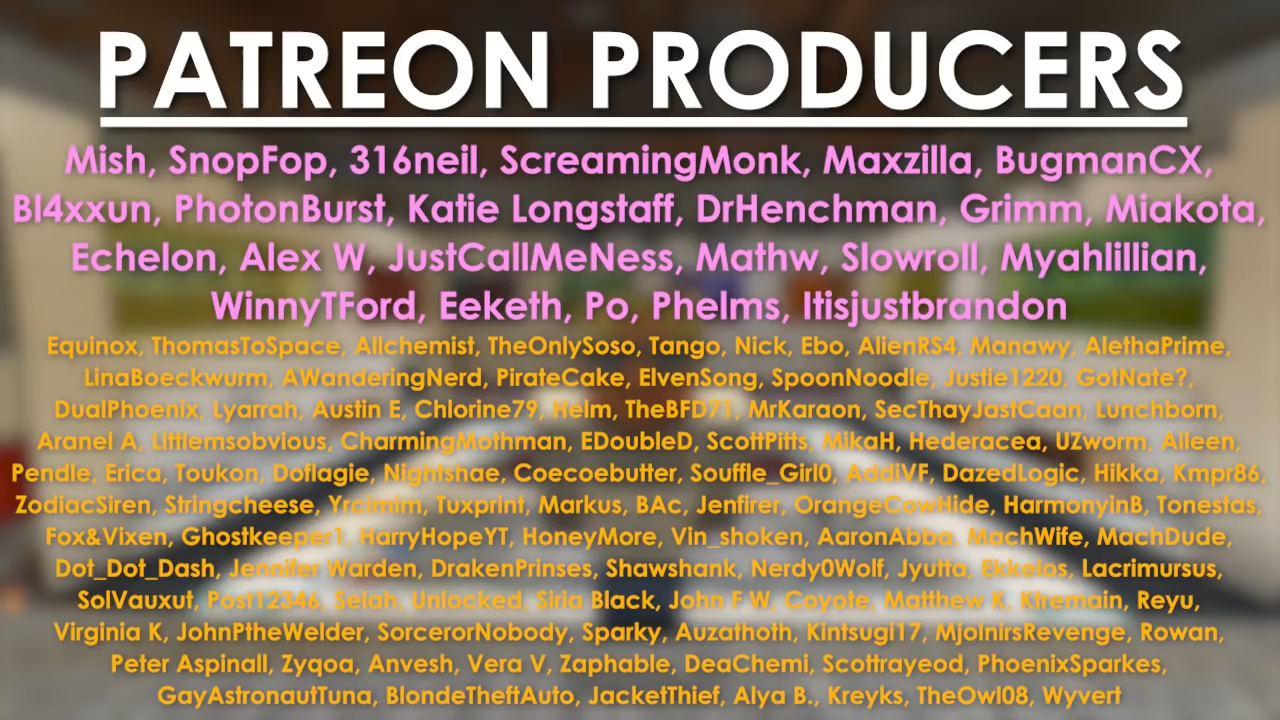 PATREON PRODUCERS
Mish, SnopFop, 316neil, ScreamingMonk, Maxzilla, BugmanCX,
Bl4xxun, PhotonBurst, Katie Longstaff, DrHenchman, Grimm, Miakota,
Echelon, Alex W, JustCallMeNess, Mathw, Slowroll, Myahlillian,
WinnyTFord, Eeketh, Po, Phelms, Itisjustbrandon
Equinox, ThomasToSpace, Allchemist, TheOnlySoso, Tango, Nick, Ebo, AlienRS4, Manawy, AlethaPrime,
LinaBoeckwurm, AWanderingNerd, PirateCake, ElvenSong, SpoonNoodle, Justie1220, GotNate?,
DualPhoenix, Lyarrah, Austin E, Chlorine79, Helm, TheBFD71, MrKaraon, SecThayJastCaan, Lunchborn,
Aranel A, Littlemsobvious, CharmingMothman, EDoubleD, ScottPitts, MikaH, Hederacea, UZworm, Aileen,
Pendle, Erica, Toukon, Doflagie, Nightshae, Coecoebutter, Souffle_Girl0, AddiVF, DazedLogic, Hikka, Kmpr86,
ZodiacSiren, Stringcheese, Yrcimim, Tuxprint, Markus, BAc, Jenfirer, OrangeCowHide, HarmonyinB, Tonestas,
Fox&Vixen, Ghostkeeper1, HarryHopeYT, HoneyMore, Vin_shoken, AaronAbba, MachWife, MachDude,
Dot_Dot_Dash, Jennifer Warden, DrakenPrinses, Shawshank, Nerdy0Wolf, Jyutta, Ekkelos, Lacrimursus,
SolVauxut, Post12346, Selah, Unlocked, Siria Black, John F W, Coyote, Matthew K, Ktremain, Reyu,
Virginia K, JohnPtheWelder, SorcerorNobody, Sparky, Auzathoth, Kintsugi17, MjolnirsRevenge, Rowan,
Peter Aspinall, Zyqoa, Anvesh, Vera V, Zaphable, DeaChemi, Scottrayeod, PhoenixSparkes,
GayAstronautTuna, BlondeTheftAuto, JacketThief, Alya B., Kreyks, TheOwl08, Wyvert